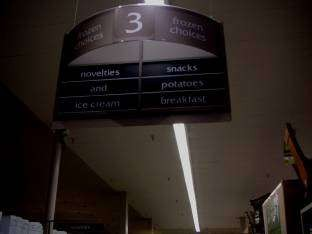 frozen choices 3 frozen choices
novelties snacks
and potatoes
ice cream breakfast